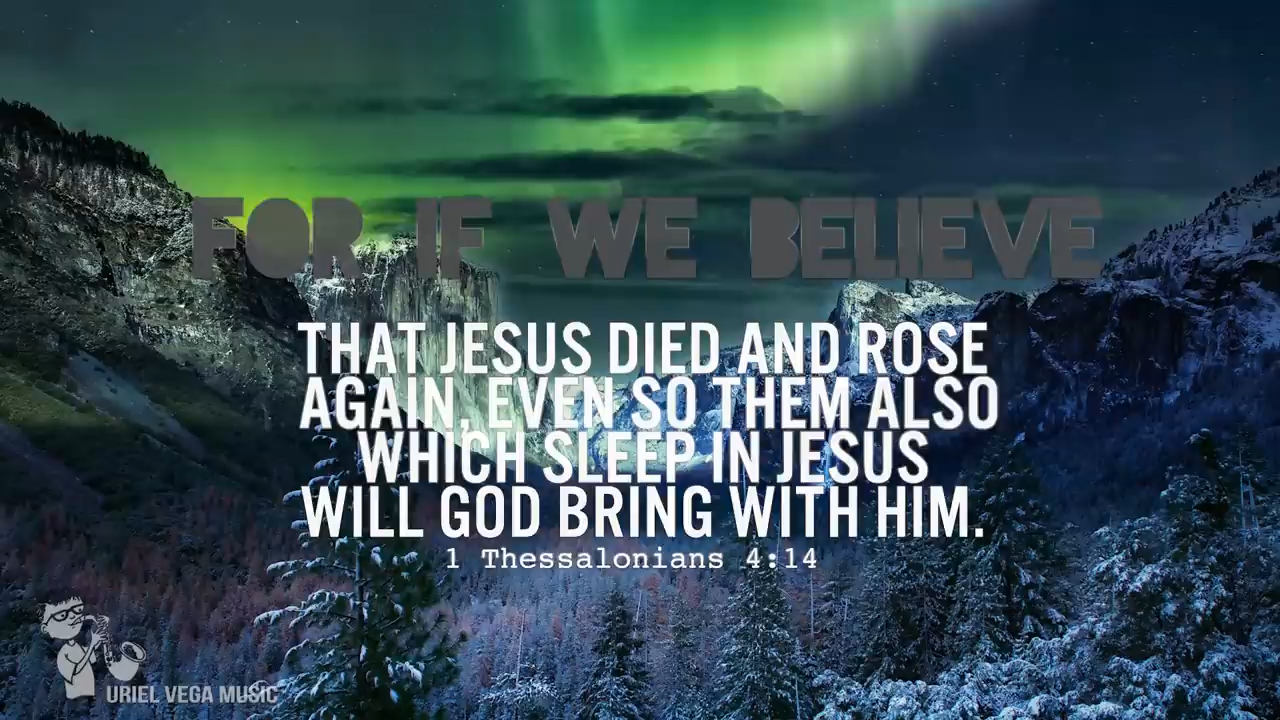 FOR IF WE BELIEVE
THAT JESUS DIED AND ROSE
AGAIN, EVEN SO THEM ALSO
WHICH SLEEP IN JESUS
WILL GOD BRING WITH HIM.
1 Thessalonians 4:14
URIEL VEGA MUSIC